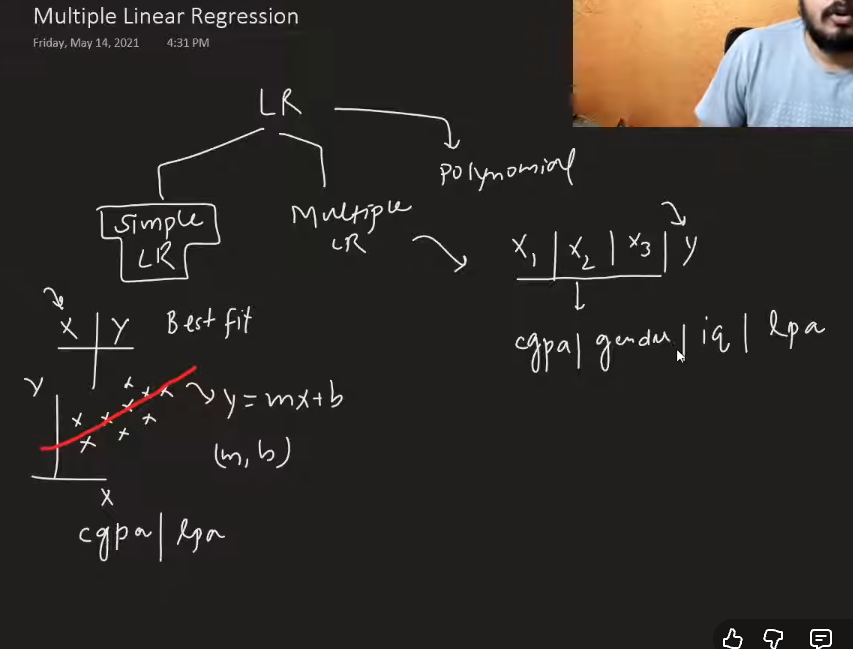 Multiple Linear Regression
Friday, May 14, 2021 4:31 PM
LR
Polynomial
Simple
LR
Multiple
LR
x1 | x2 | x3 | y
cgpa | gender | iq | lpa
X | Y
Best fit
Y
y = mx+b
(m, b)
X
cgpa | lpa